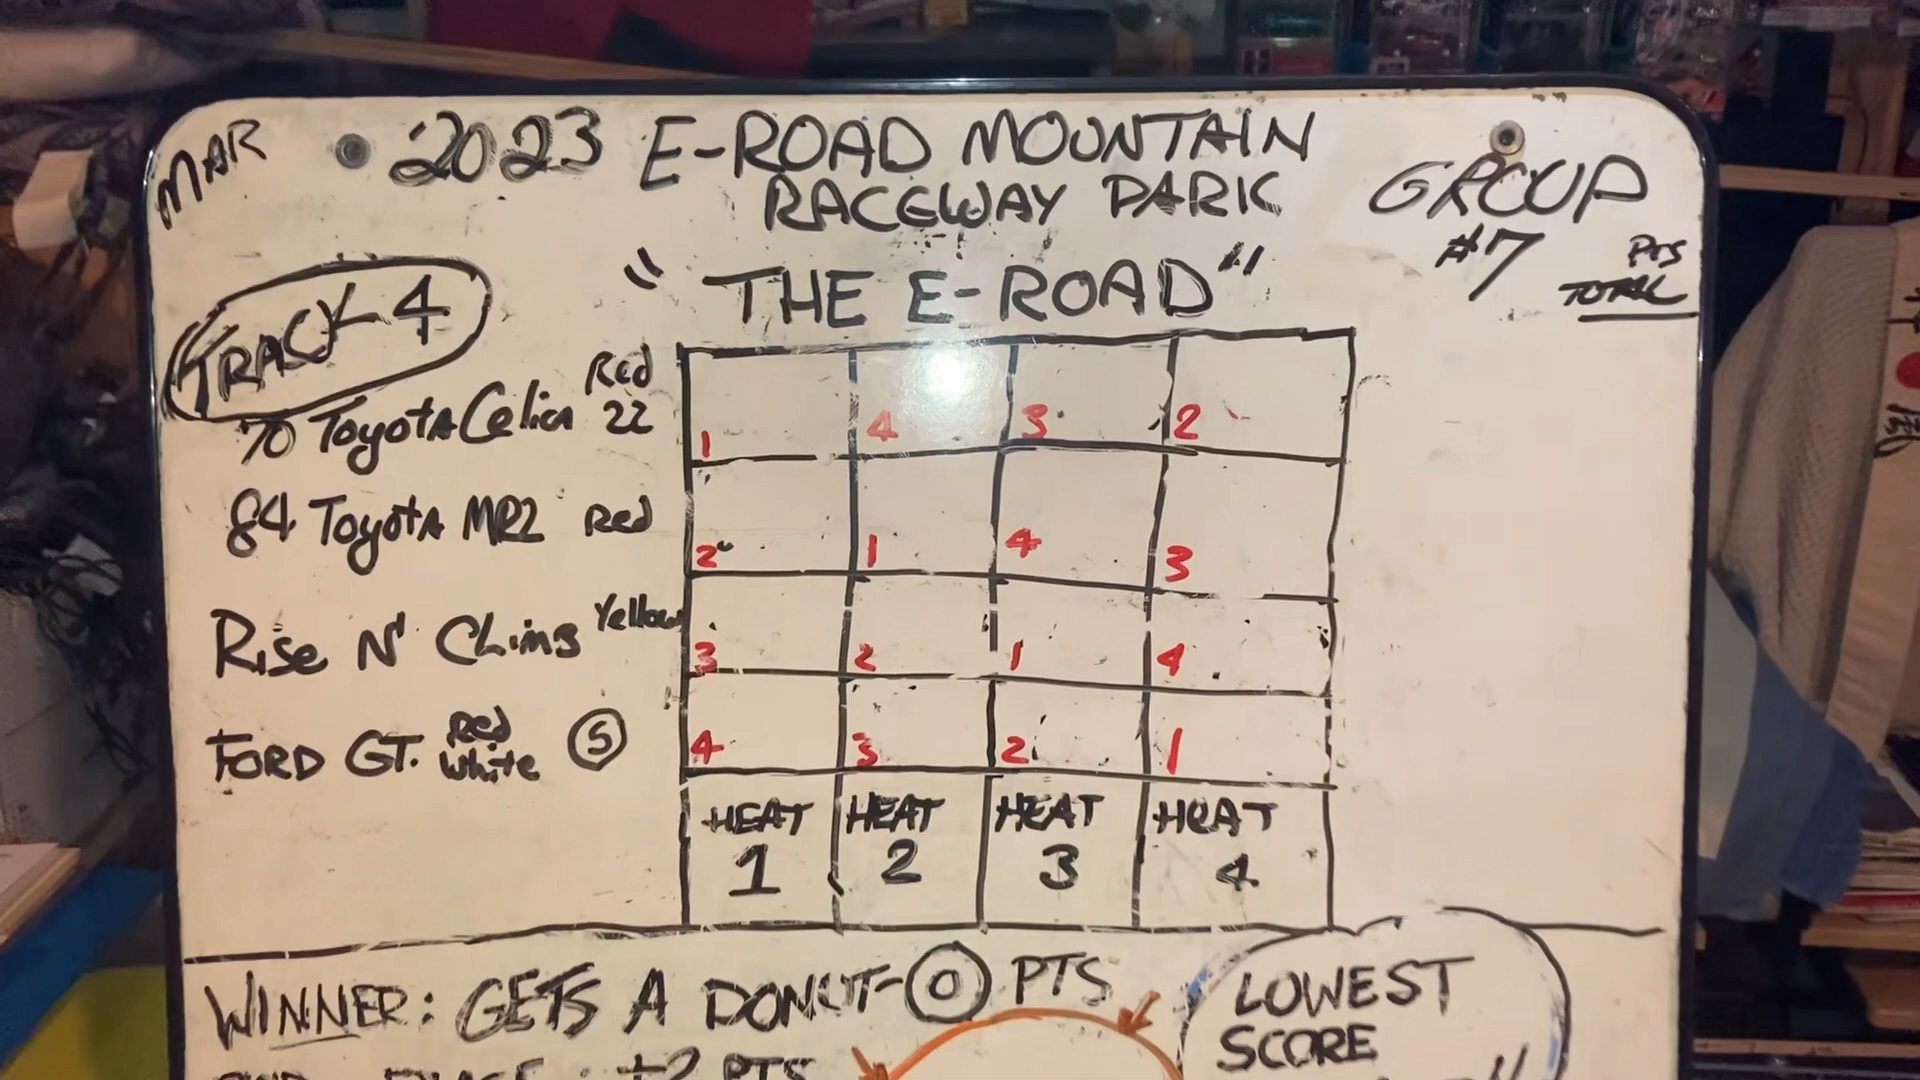 MAR 2023 E-ROAD MOUNTAIN
RACEWAY PARK
GROUP
#7
PTS
TOTAL
"THE E-ROAD"
TRACK-4
70 Toyota Celica Red 22
1 4 3 2
84 Toyota MR2 Red
2 1 4 3
Rise N' Climb Yellow
3 2 1 4
FORD GT. Red White 5
4 3 2 1
HEAT 1 HEAT 2 HEAT 3 HEAT 4
WINNER: GETS A DONUT-0 PTS
LOWEST
SCORE
PTS